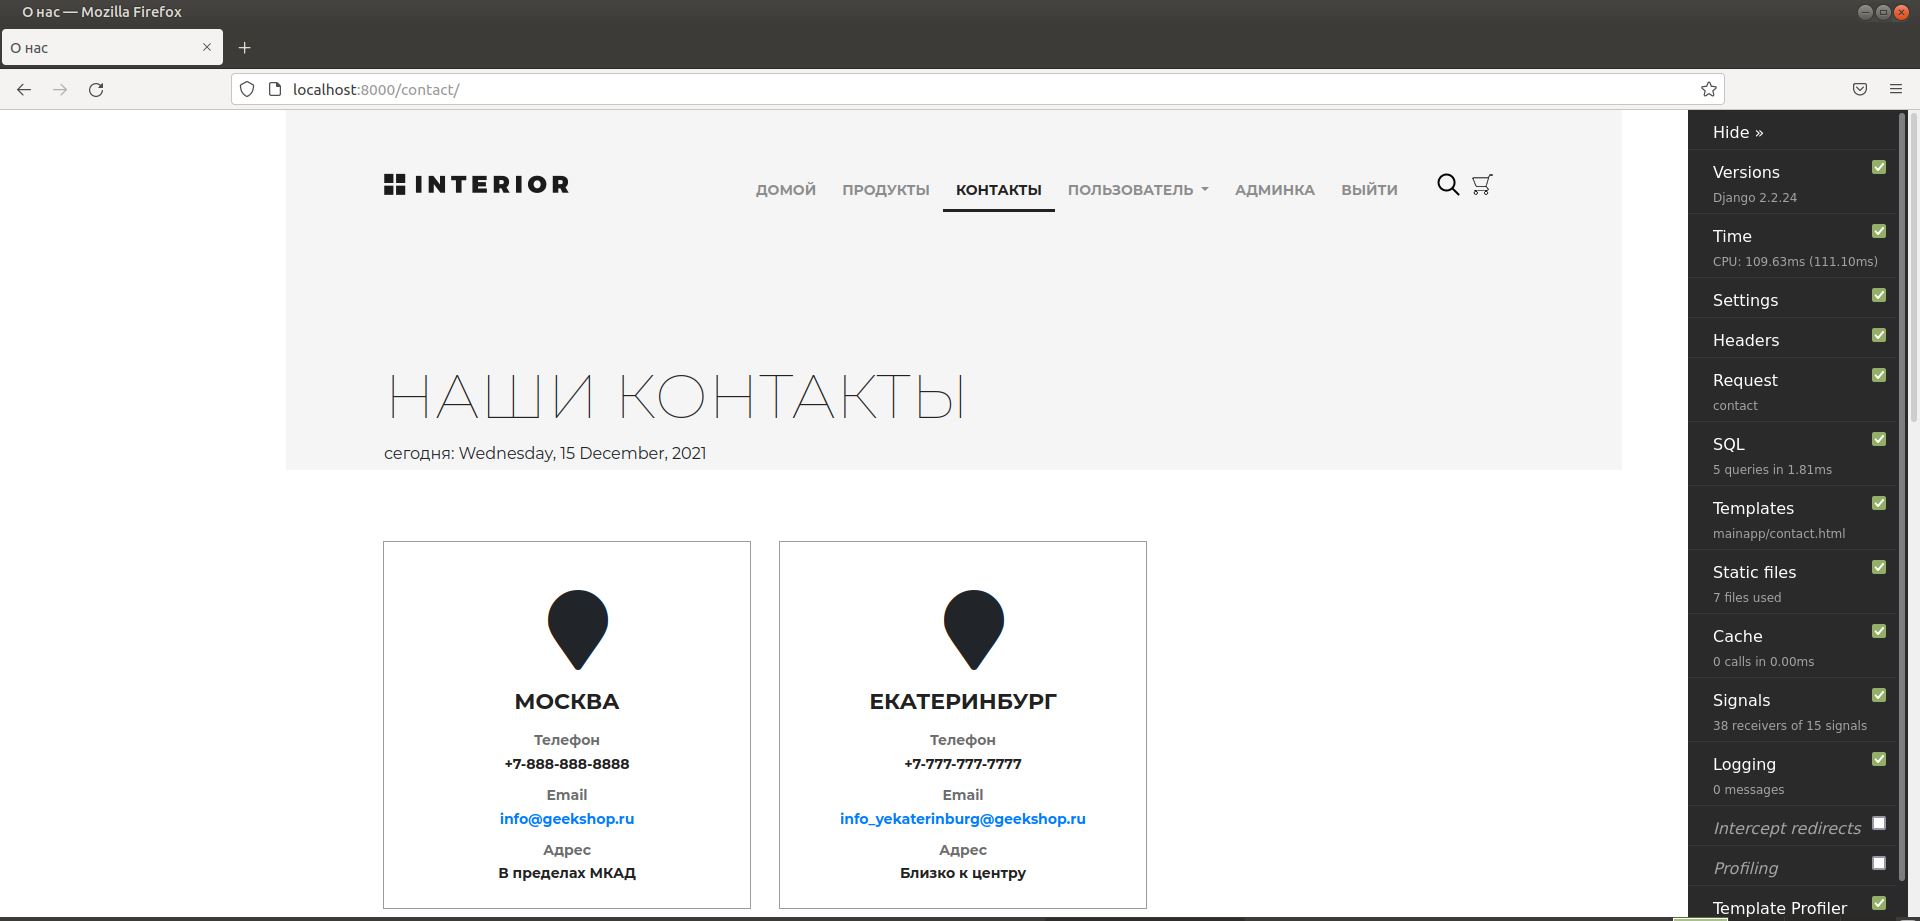 О нас — Mozilla Firefox
О нас
localhost:8000/contact/
INTERIOR
ДОМОЙ ПРОДУКТЫ КОНТАКТЫ ПОЛЬЗОВАТЕЛЬ АДМИНКА ВЫЙТИ
НАШИ КОНТАКТЫ
сегодня: Wednesday, 15 December, 2021
МОСКВА
Телефон
+7-888-888-8888
Email
info@geekshop.ru
Адрес
В пределах МКАД
ЕКАТЕРИНБУРГ
Телефон
+7-777-777-7777
Email
info_yekaterinburg@geekshop.ru
Адрес
Близко к центру
Hide »
Versions
Django 2.2.24
Time
CPU: 109.63ms (111.10ms)
Settings
Headers
Request
contact
SQL
5 queries in 1.81ms
Templates
mainapp/contact.html
Static files
7 files used
Cache
0 calls in 0.00ms
Signals
38 receivers of 15 signals
Logging
0 messages
Intercept redirects
Profiling
Template Profiler